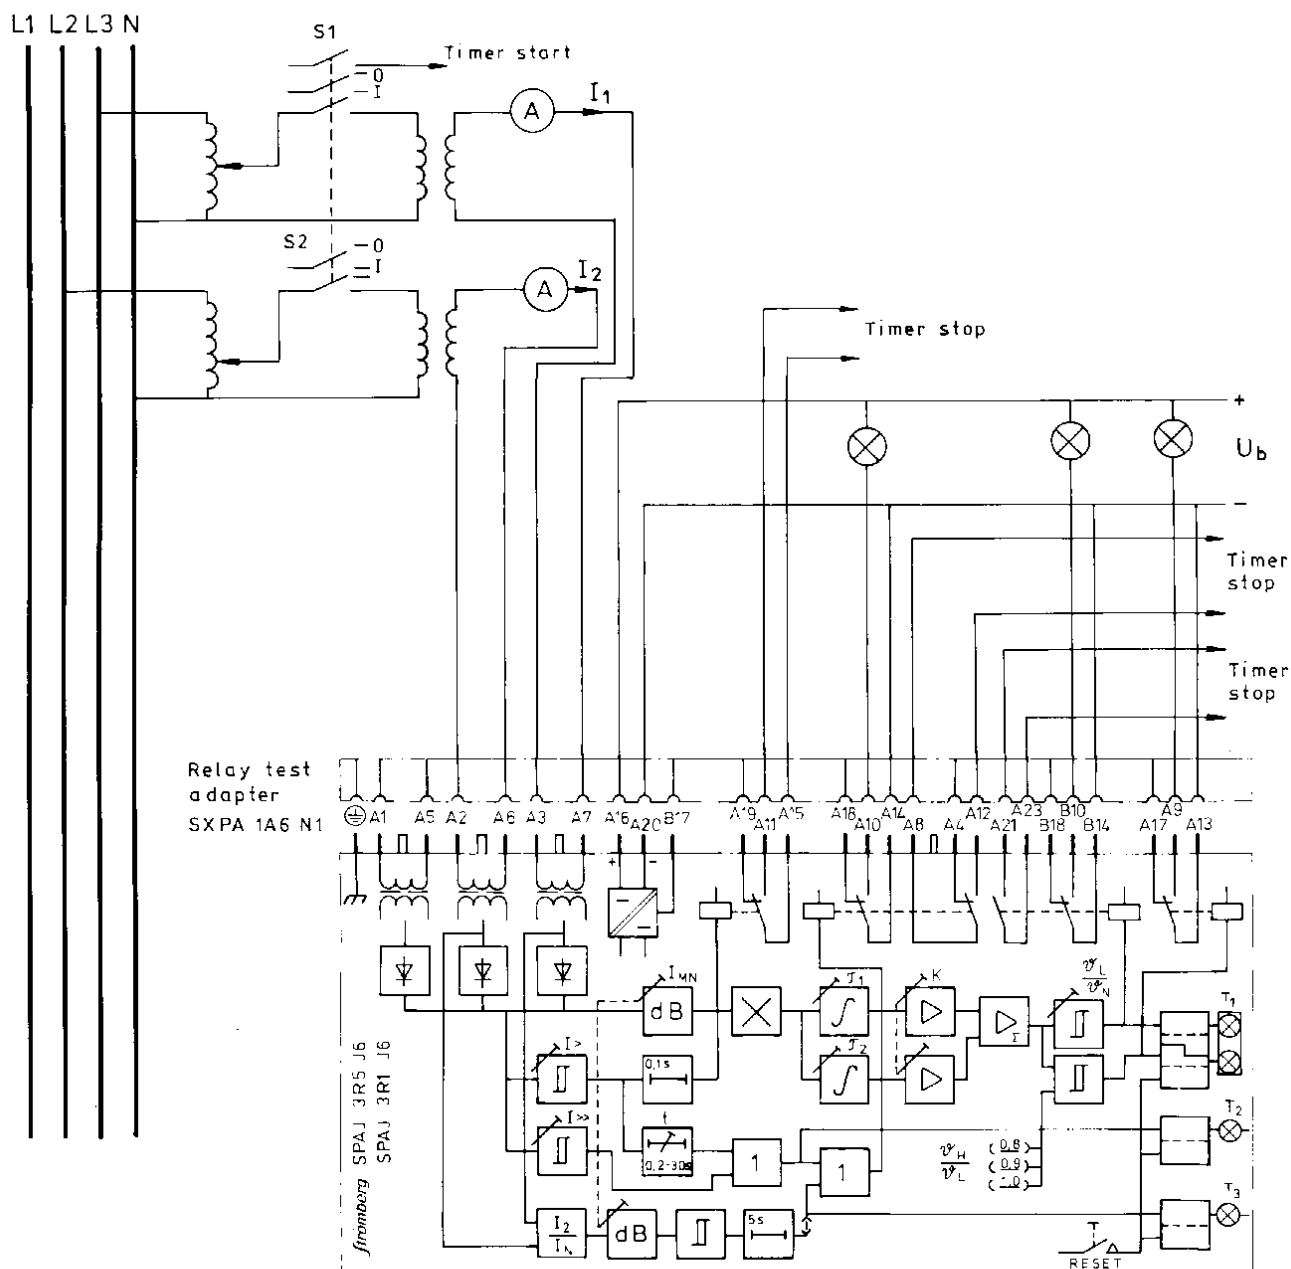 L1 L2 L3 N
S1
Timer start
0
I
A
I1
S2
0
I
A
I2
Timer stop
+
Ub
−
Timer
stop
Timer
stop
Relay test
adapter
SXPA 1A6 N1
A1 A5 A2 A6 A3 A7 A16 A20 B17 A19 A11 A15 A18 A10 A14 A8 A4 A12 A21 A23 B18 B10 B14 A17 A9 A13
+ −
IMN
dB
τ1
K
Σ
ϑL
ϑN
T1
I>
0,1s
τ2
I>>
t
0,2-30s
1
1
ϑH
ϑL
(0,8)
(0,9)
(1,0)
T2
I2
IN
dB
5s
T3
T
RESET
Strömberg SPAJ 3R5 J6
SPAJ 3R1 J6